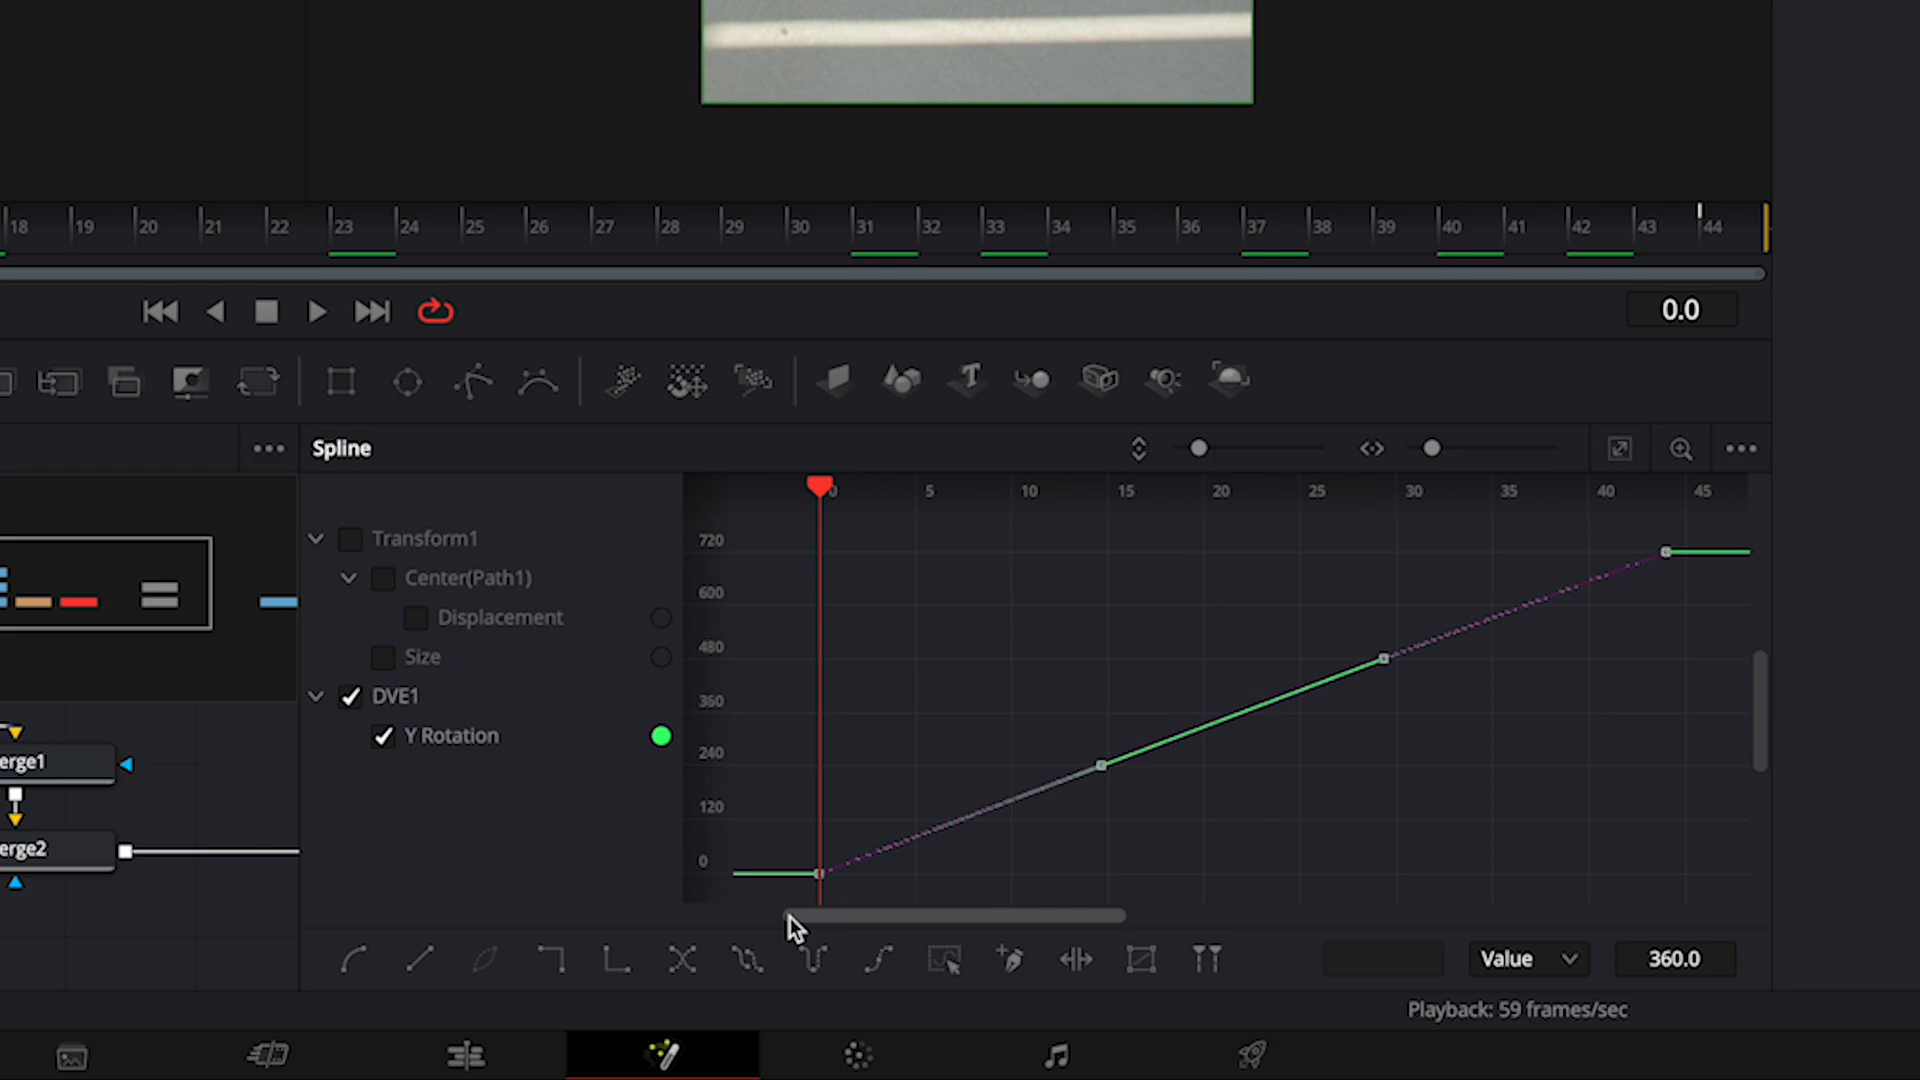 18 19 20 21 22 23 24 25 26 27 28 29 30 31 32 33 34 35 36 37 38 39 40 41 42 43 44
0.0
Spline
0 5 10 15 20 25 30 35 40 45
Transform1
720
Center(Path1)
600
Displacement
480
Size
360
DVE1
Y Rotation
240
erge1
120
erge2
0
Value
360.0
Playback: 59 frames/sec